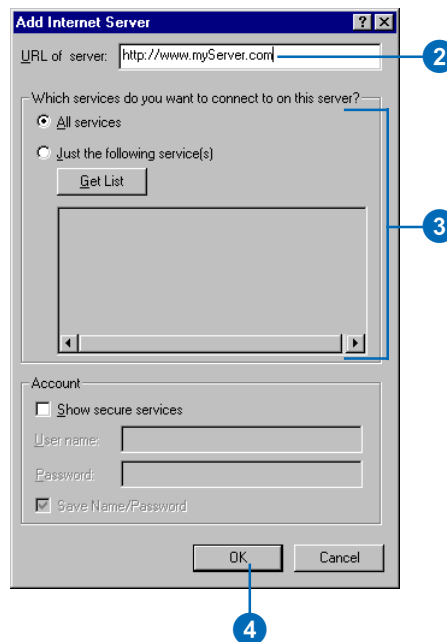 Add Internet Server
URL of server: http://www.myServer.com
2
Which services do you want to connect to on this server?
All services
Just the following service(s)
Get List
3
Account
Show secure services
User name:
Password:
Save Name/Password
OK Cancel
4